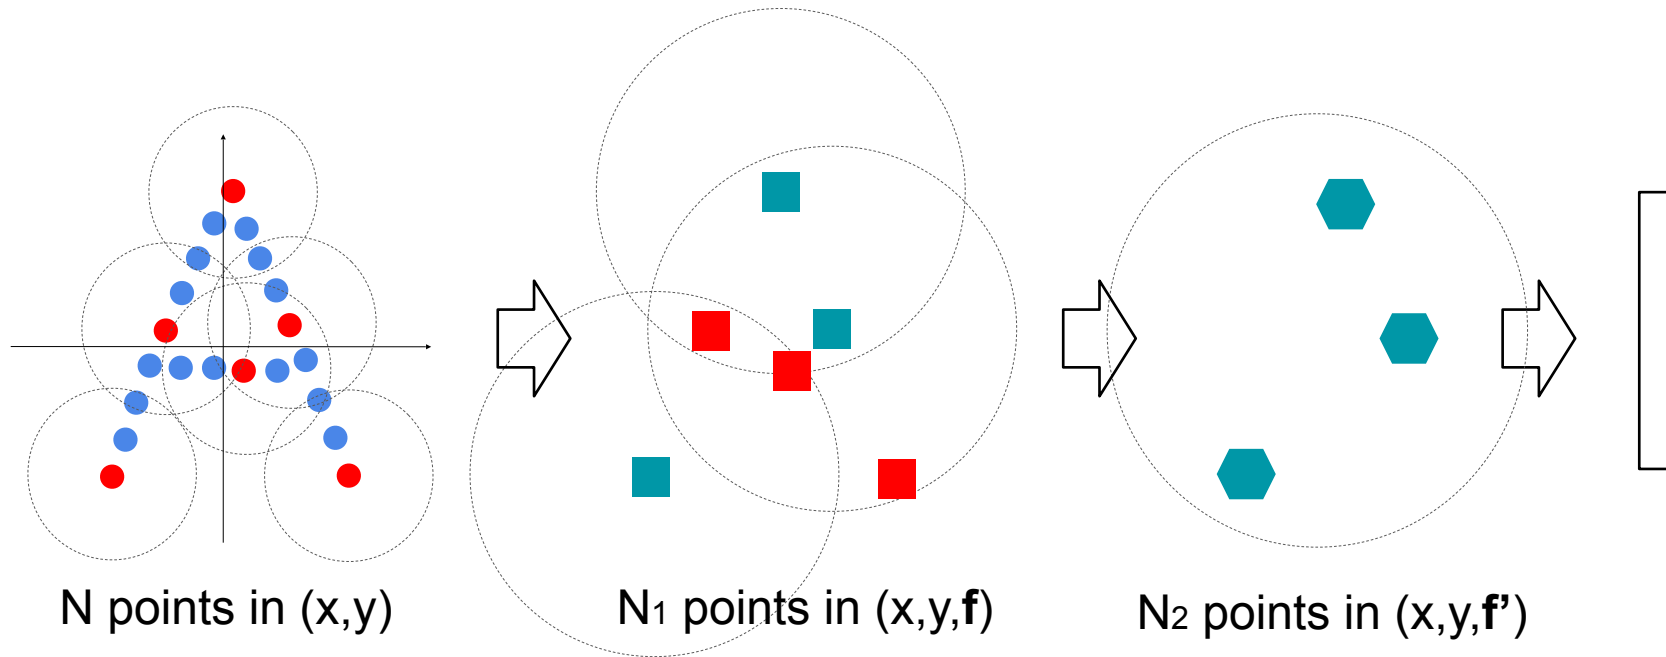 N points in (x,y)
N1 points in (x,y,f)
N2 points in (x,y,f’)